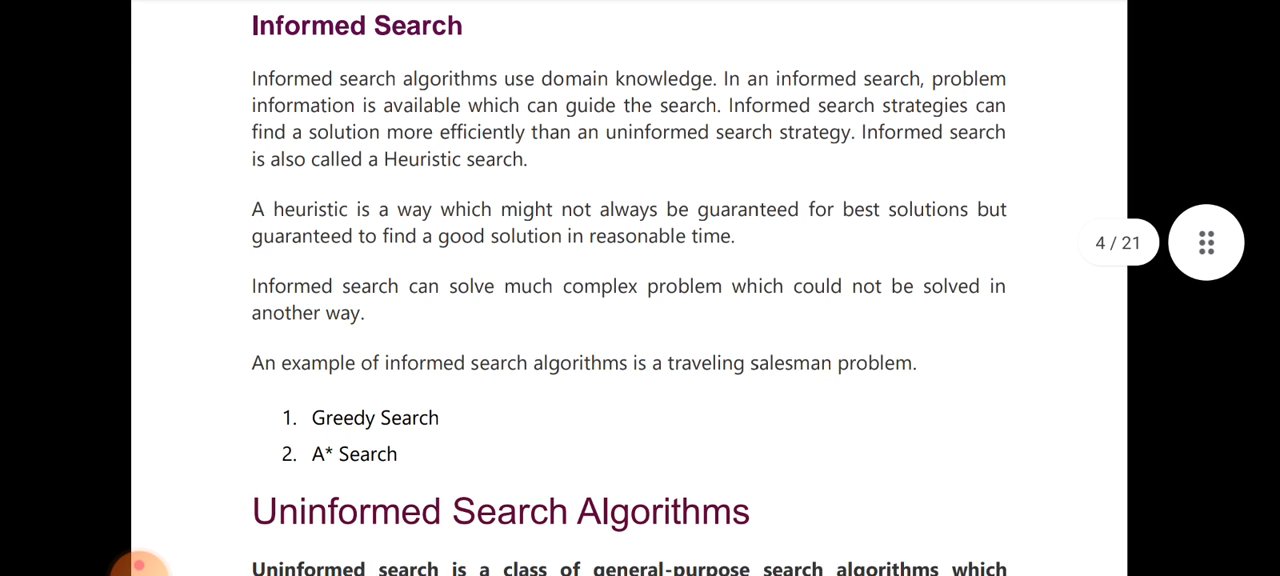 Informed Search
Informed search algorithms use domain knowledge. In an informed search, problem
information is available which can guide the search. Informed search strategies can
find a solution more efficiently than an uninformed search strategy. Informed search
is also called a Heuristic search.
A heuristic is a way which might not always be guaranteed for best solutions but
guaranteed to find a good solution in reasonable time.
4 / 21
Informed search can solve much complex problem which could not be solved in
another way.
An example of informed search algorithms is a traveling salesman problem.
1. Greedy Search
2. A* Search
Uninformed Search Algorithms
Uninformed search is a class of general-purpose search algorithms which